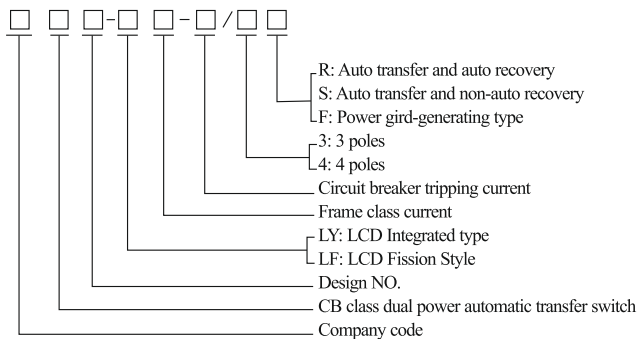 □ □ □-□ □-□/□ □
R: Auto transfer and auto recovery
S: Auto transfer and non-auto recovery
F: Power gird-generating type
3: 3 poles
4: 4 poles
Circuit breaker tripping current
Frame class current
LY: LCD Integrated type
LF: LCD Fission Style
Design NO.
CB class dual power automatic transfer switch
Company code